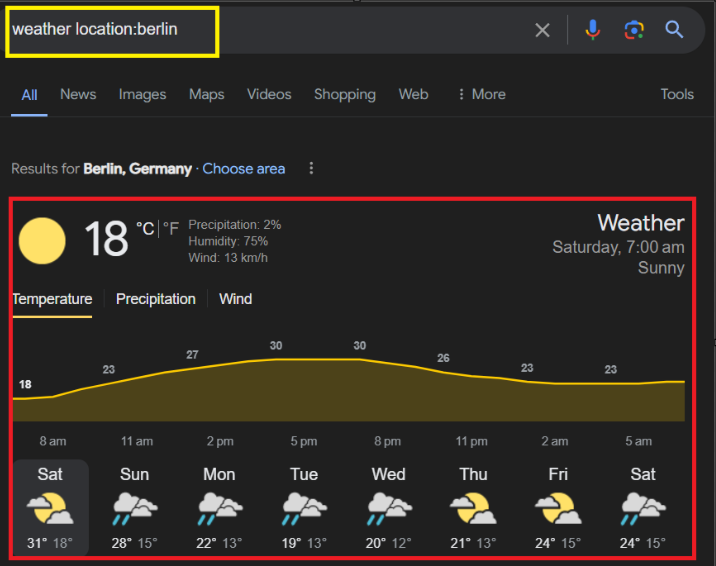 weather location:berlin
All News Images Maps Videos Shopping Web More Tools
Results for Berlin, Germany · Choose area
18 °C | °F
Precipitation: 2%
Humidity: 75%
Wind: 13 km/h
Weather
Saturday, 7:00 am
Sunny
Temperature Precipitation Wind
18 23 27 30 30 26 23 23
8 am 11 am 2 pm 5 pm 8 pm 11 pm 2 am 5 am
Sat Sun Mon Tue Wed Thu Fri Sat
31° 18° 28° 15° 22° 13° 19° 13° 20° 12° 21° 13° 24° 15° 24° 15°